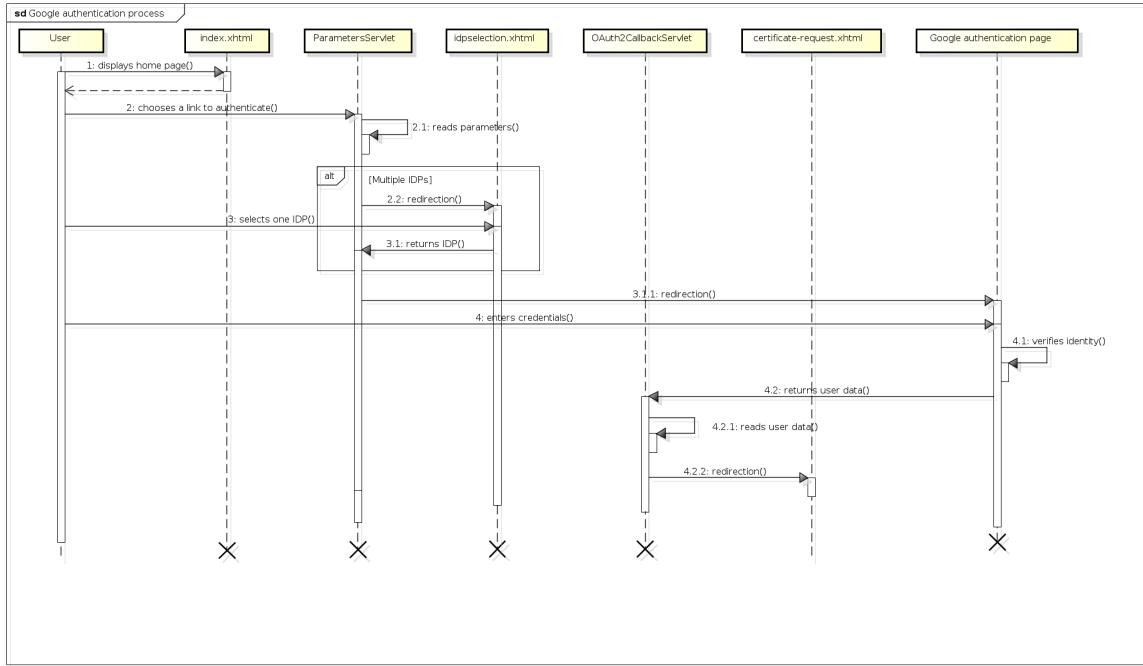 sd Google authentication process
User
index.xhtml
ParametersServlet
idpselection.xhtml
OAuth2CallbackServlet
certificate-request.xhtml
Google authentication page
1: displays home page()
2: chooses a link to authenticate()
2.1: reads parameters()
alt
[Multiple IDPs]
2.2: redirection()
3: selects one IDP()
3.1: returns IDP()
3.1.1: redirection()
4: enters credentials()
4.1: verifies identity()
4.2: returns user data()
4.2.1: reads user data()
4.2.2: redirection()